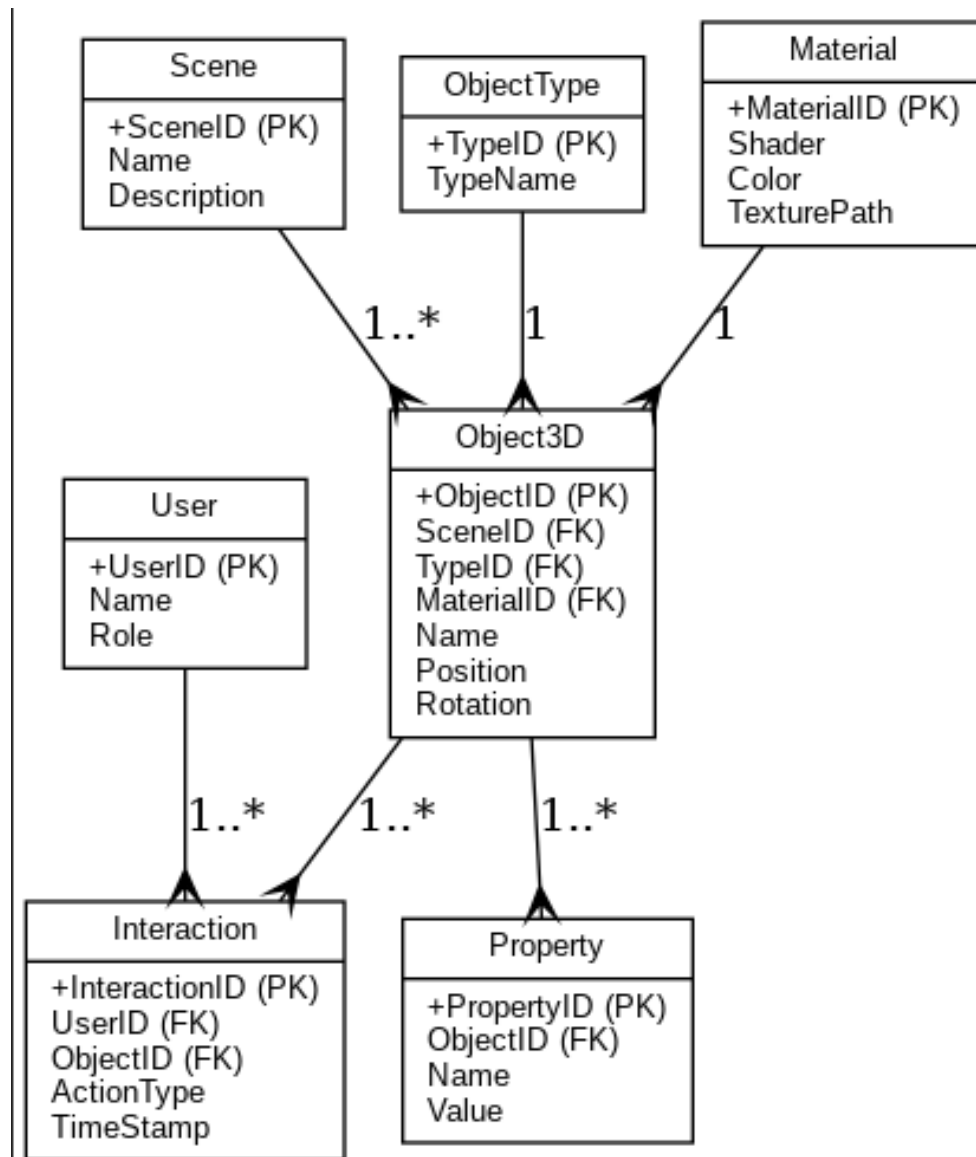 Scene
+SceneID (PK)
Name
Description
ObjectType
+TypeID (PK)
TypeName
Material
+MaterialID (PK)
Shader
Color
TexturePath
1..*
1
1
Object3D
+ObjectID (PK)
SceneID (FK)
TypeID (FK)
MaterialID (FK)
Name
Position
Rotation
User
+UserID (PK)
Name
Role
1..*
1..*
1..*
Interaction
+InteractionID (PK)
UserID (FK)
ObjectID (FK)
ActionType
TimeStamp
Property
+PropertyID (PK)
ObjectID (FK)
Name
Value